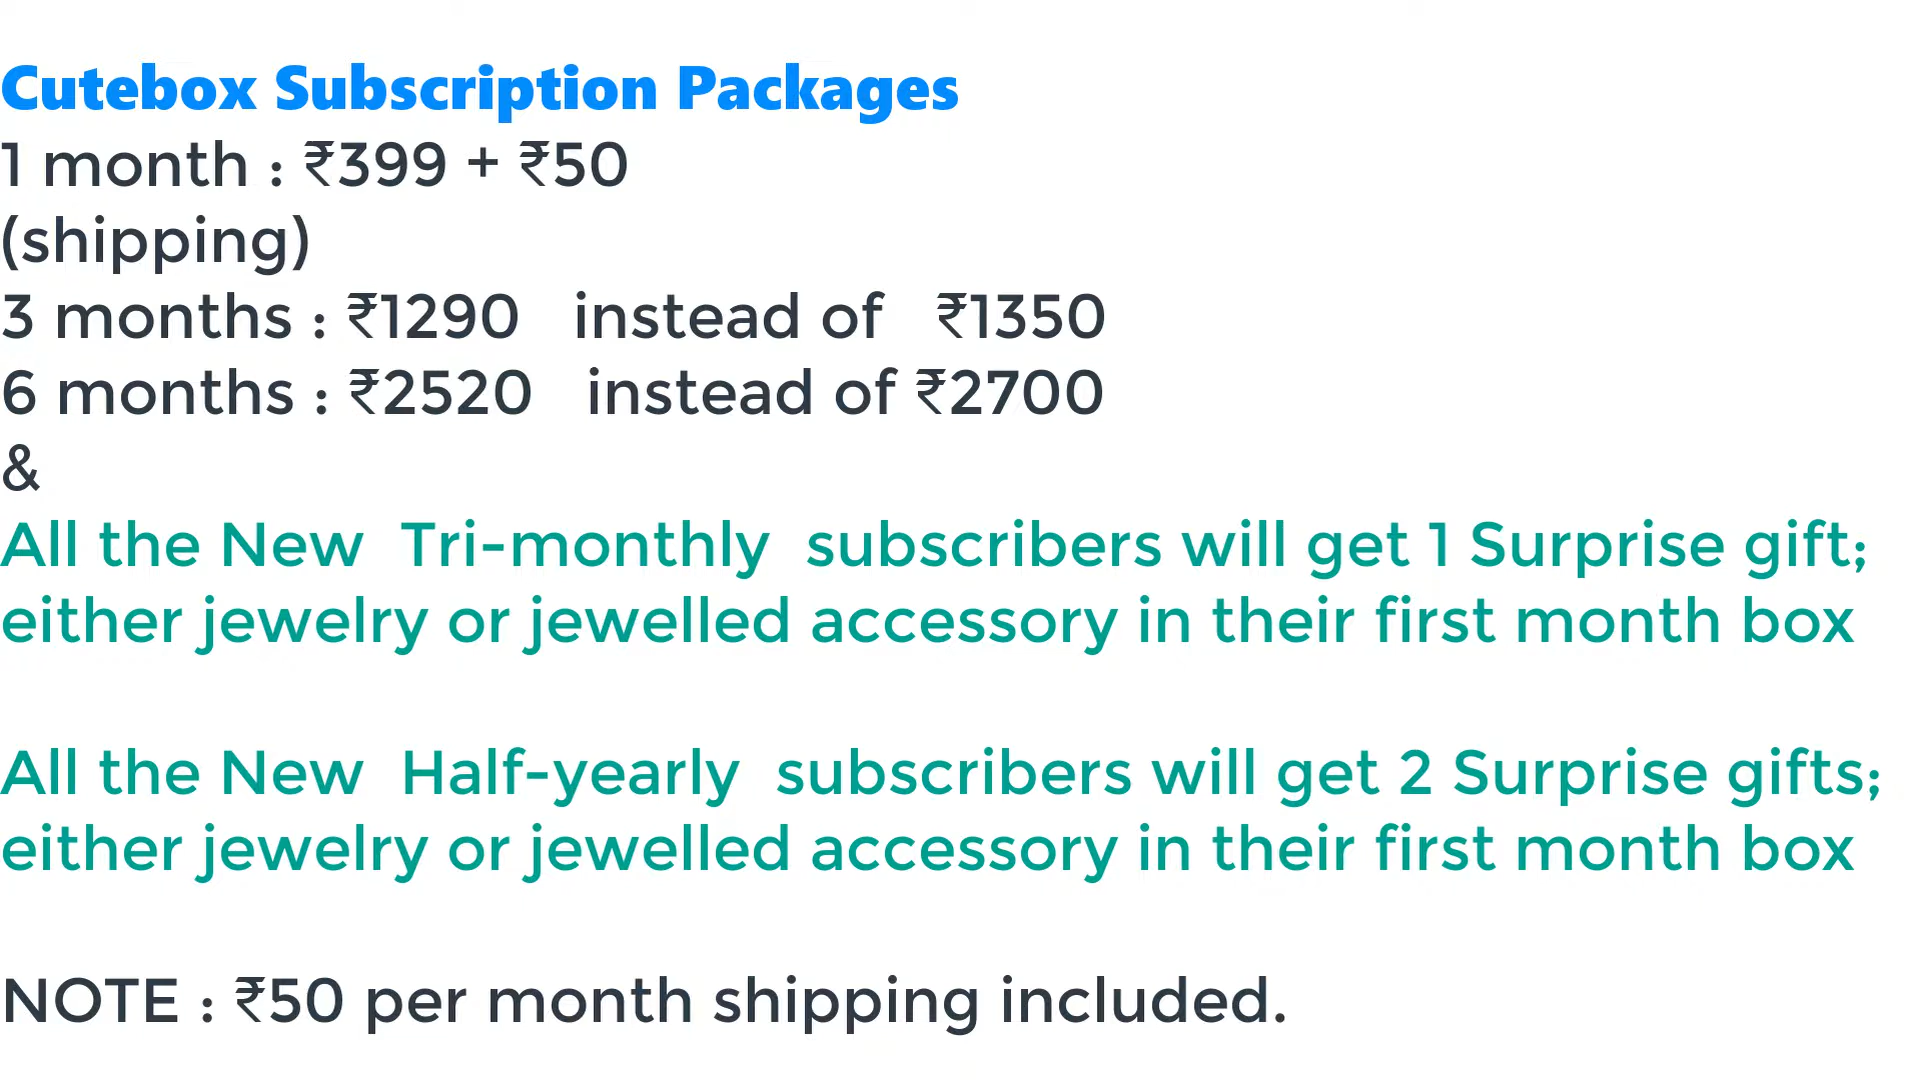 Cutebox Subscription Packages
1 month : ₹399 + ₹50
(shipping)
3 months : ₹1290 instead of ₹1350
6 months : ₹2520 instead of ₹2700
&
All the New Tri-monthly subscribers will get 1 Surprise gift;
either jewelry or jewelled accessory in their first month box
All the New Half-yearly subscribers will get 2 Surprise gifts;
either jewelry or jewelled accessory in their first month box
NOTE : ₹50 per month shipping included.